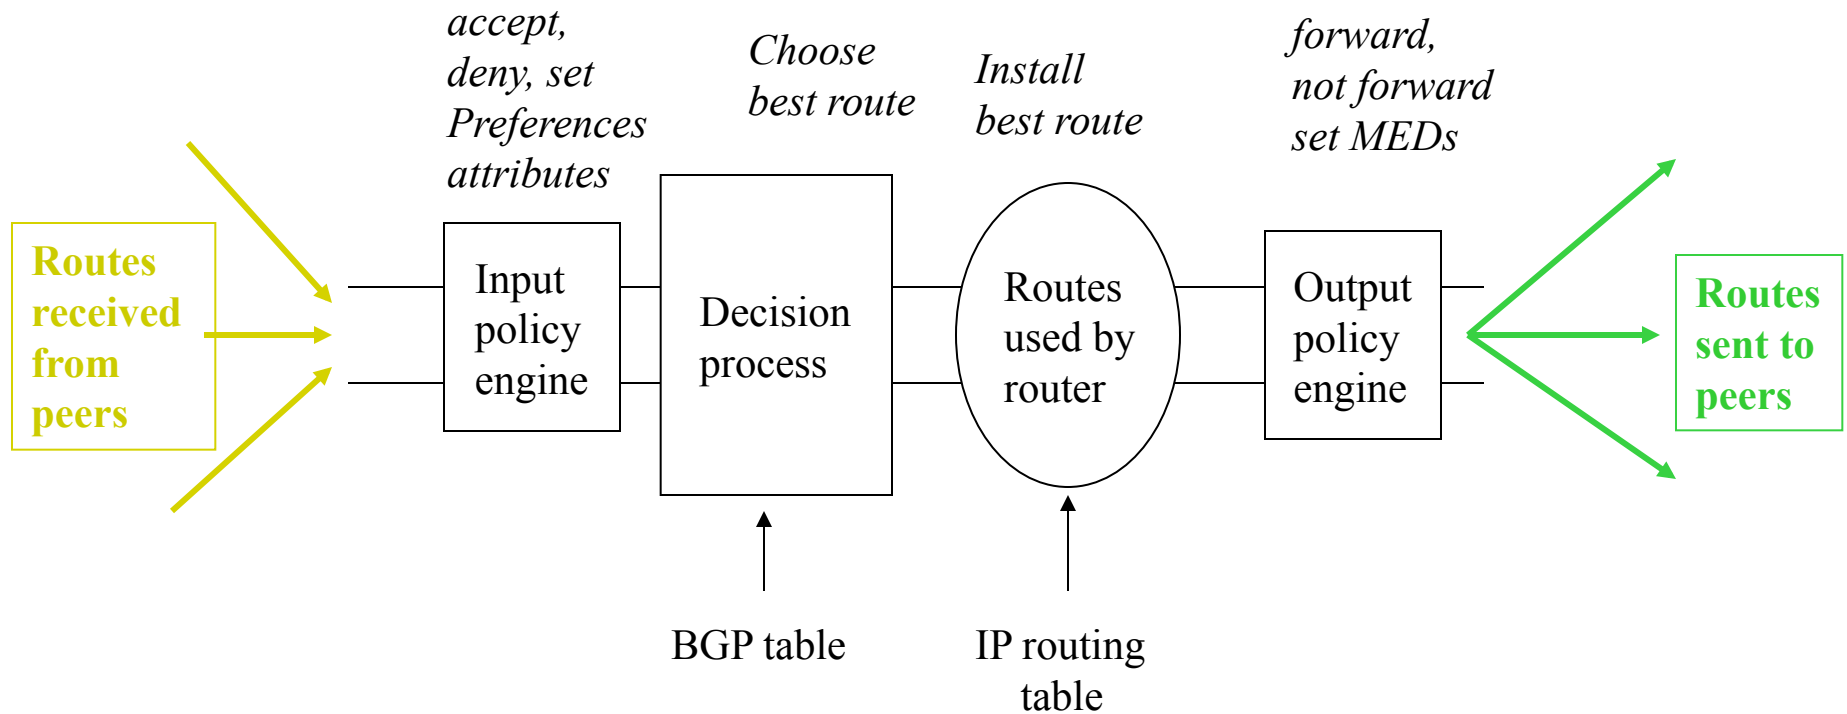 accept,
deny, set
Preferences
attributes
Choose
best route
Install
best route
forward,
not forward
set MEDs
Routes
received
from
peers
Input
policy
engine
Decision
process
Routes
used by
router
Output
policy
engine
Routes
sent to
peers
BGP table
IP routing
table